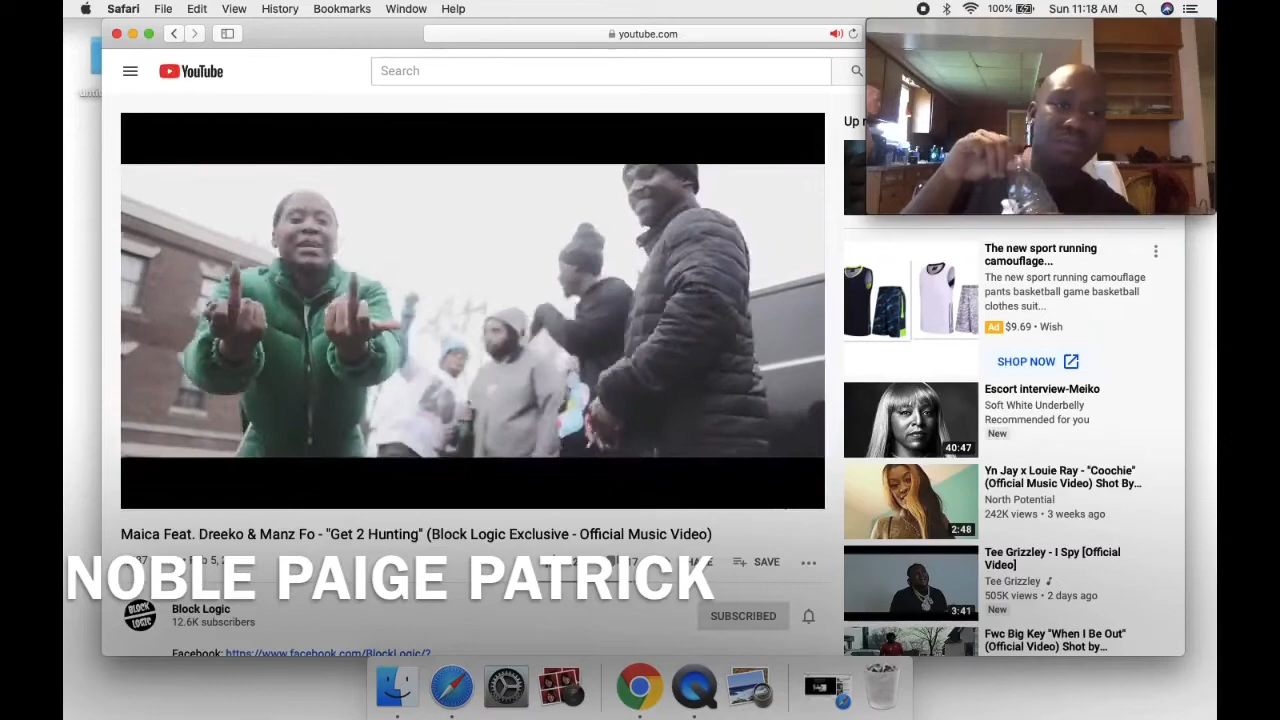 Safari File Edit View History Bookmarks Window Help
100% Sun 11:18 AM
youtube.com
YouTube
Search
Up
The new sport running
camouflage...
The new sport running camouflage
pants basketball game basketball
clothes suit...
Ad $9.69 • Wish
SHOP NOW
Escort interview-Meiko
Soft White Underbelly
Recommended for you
New
40:47
Yn Jay x Louie Ray - "Coochie"
(Official Music Video) Shot By...
North Potential
242K views • 3 weeks ago
2:48
Tee Grizzley - I Spy [Official
Video]
Tee Grizzley
505K views • 2 days ago
New
3:41
Fwc Big Key "When I Be Out"
(Official Video) Shot By...
Maica Feat. Dreeko & Manz Fo - "Get 2 Hunting" (Block Logic Exclusive - Official Music Video)
SAVE
NOBLE PAIGE PATRICK
BLOCK
LOGIC
Block Logic
12.6K subscribers
SUBSCRIBED
Facebook: https://www.facebook.com/BlockLogic/?